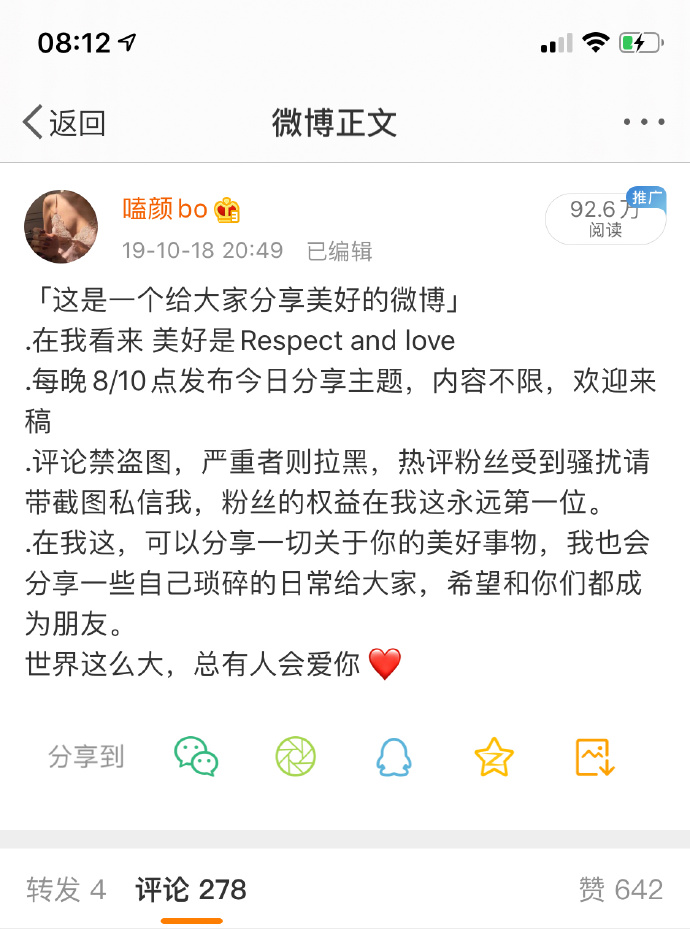 08:12
返回
微博正文
嗑颜bo
19-10-18 20:49 已编辑
92.6万
推广
阅读
「这是一个给大家分享美好的微博」
.在我看来 美好是Respect and love
.每晚8/10点发布今日分享主题，内容不限，欢迎来
稿
.评论禁盗图，严重者则拉黑，热评粉丝受到骚扰请
带截图私信我，粉丝的权益在我这永远第一位。
.在我这，可以分享一切关于你的美好事物，我也会
分享一些自己琐碎的日常给大家，希望和你们都成
为朋友。
世界这么大，总有人会爱你 ❤️
分享到
转发 4 评论 278 赞 642